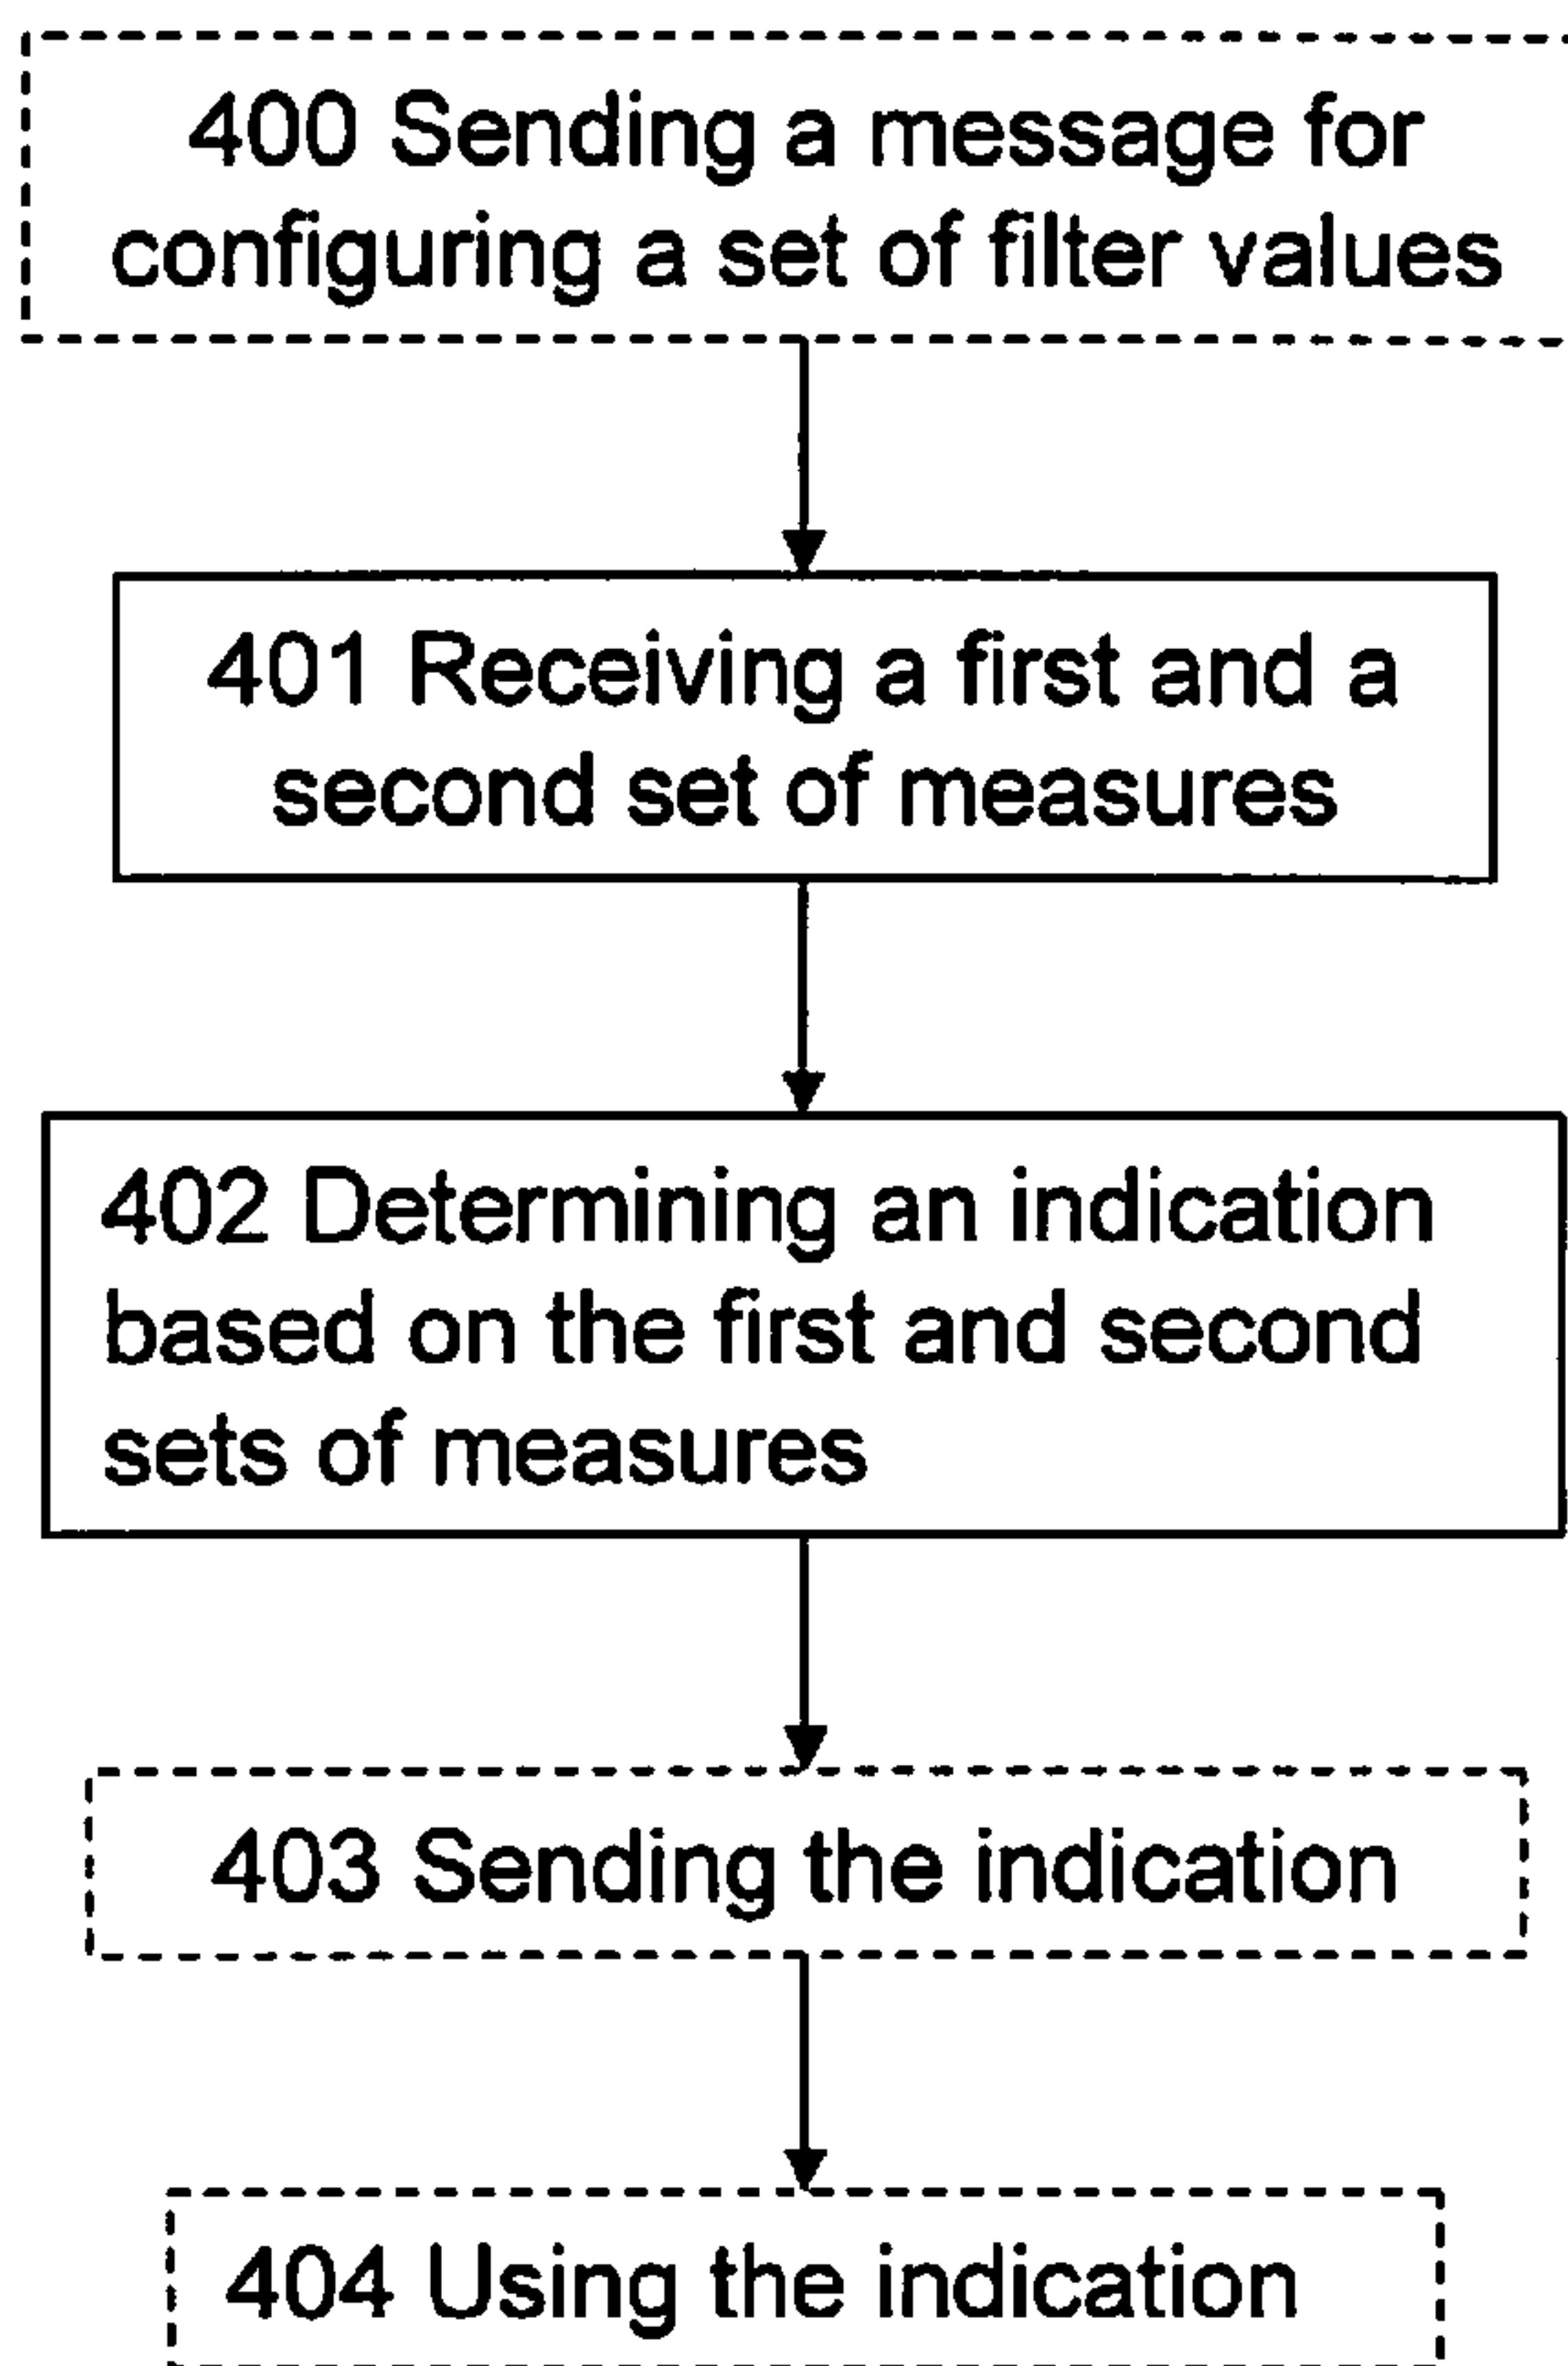 400 Sending a message for
configuring a set of filter values
401 Receiving a first and a
second set of measures
402 Determining an indication
based on the first and second
sets of measures
403 Sending the indication
404 Using the indication